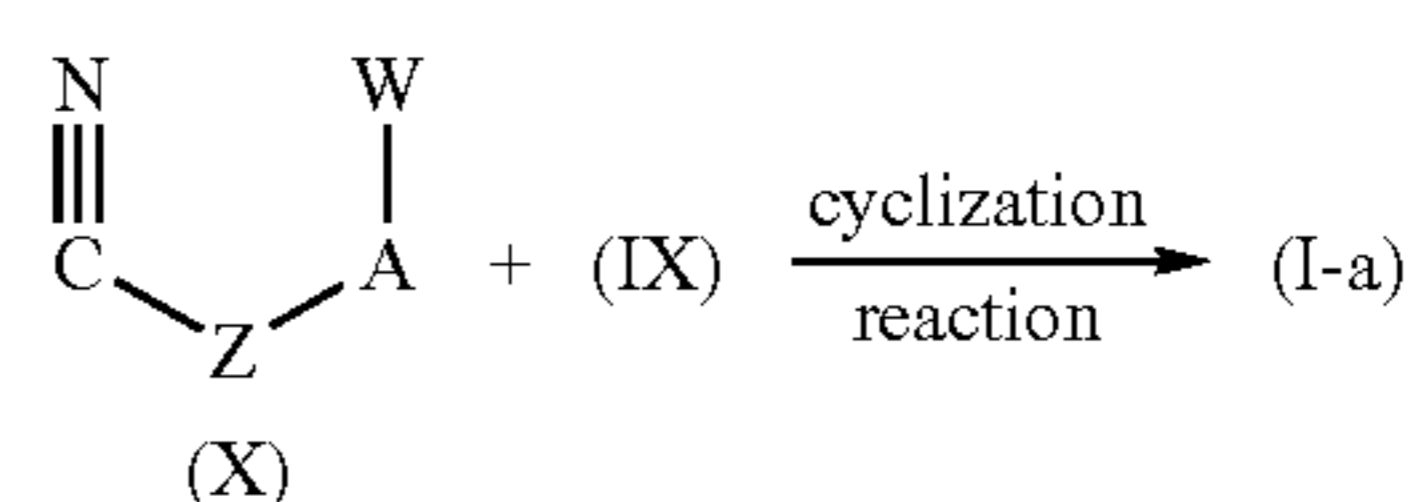 N W
cyclization
C A + (IX) (I-a)
reaction
Z
(X)